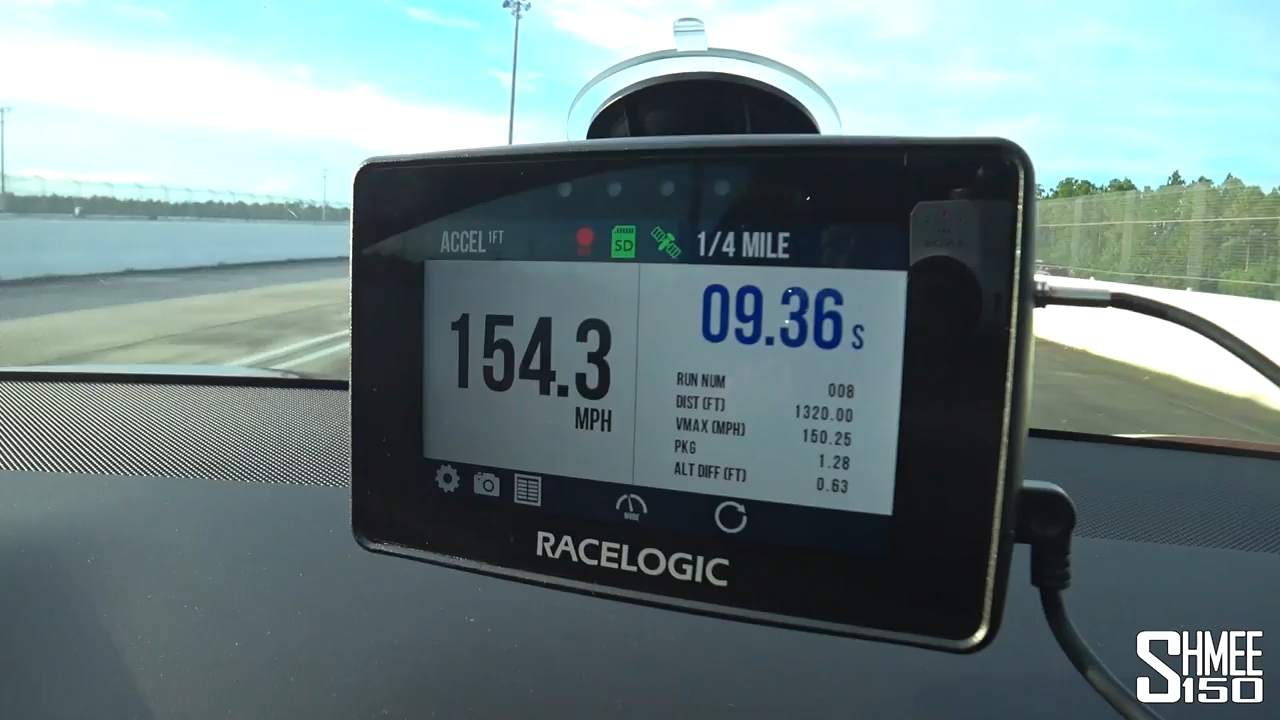 ACCEL 1FT
SD
1/4 MILE
154.3
MPH
09.36 s
RUN NUM 008
DIST (FT) 1320.00
VMAX (MPH) 150.25
PKG 1.28
ALT DIFF (FT) 0.63
MODE
RACELOGIC
SHMEE
150